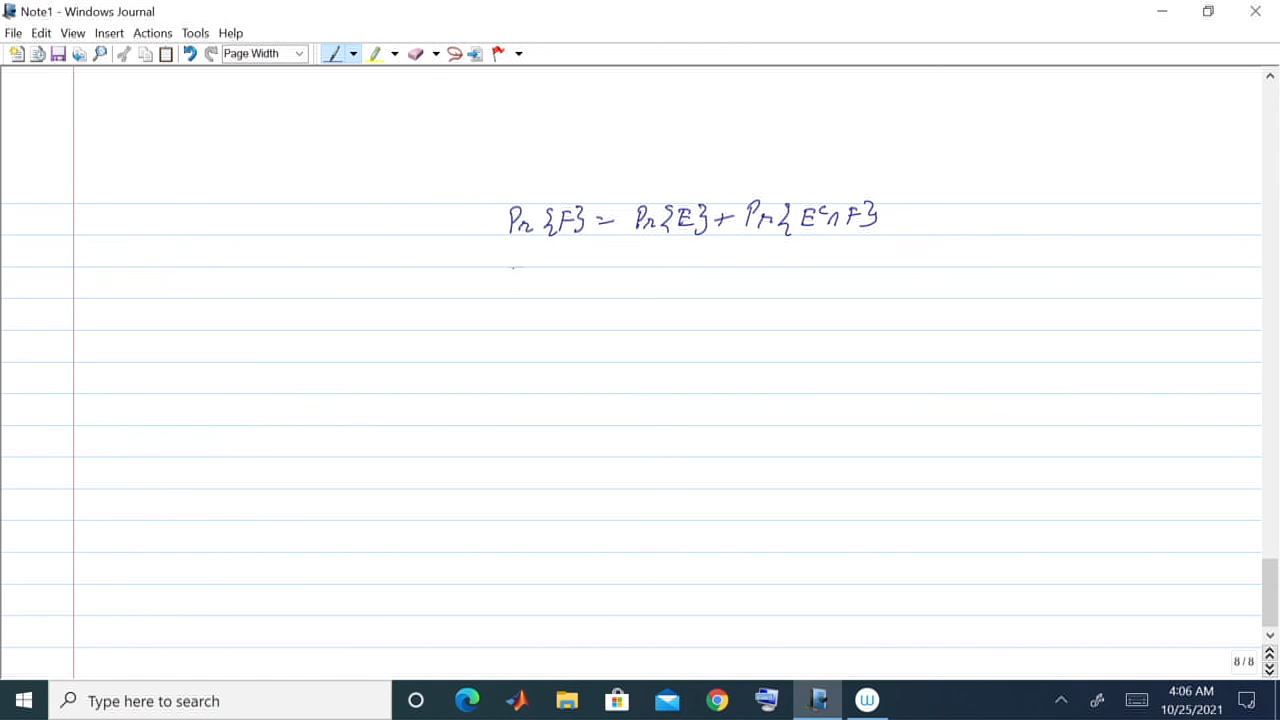 Note1 - Windows Journal
File Edit View Insert Actions Tools Help
Page Width
Pr{F} = Pr{E} + Pr{E^c ∩ F}
8 / 8
Type here to search
4:06 AM
10/25/2021